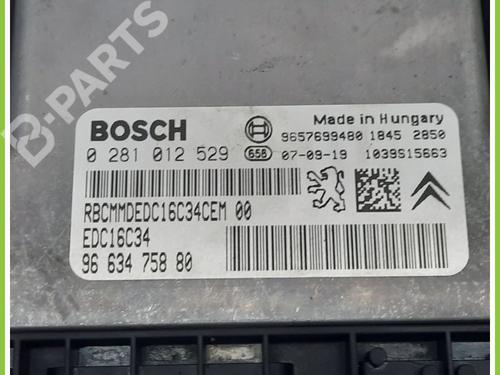 B-PARTS
BOSCH
Made in Hungary
9657699480 1845 2850
0 281 012 529
658 07-09-19 1039S15663
RBCMMDEDC16C34CEM 00
EDC16C34
96 634 758 80